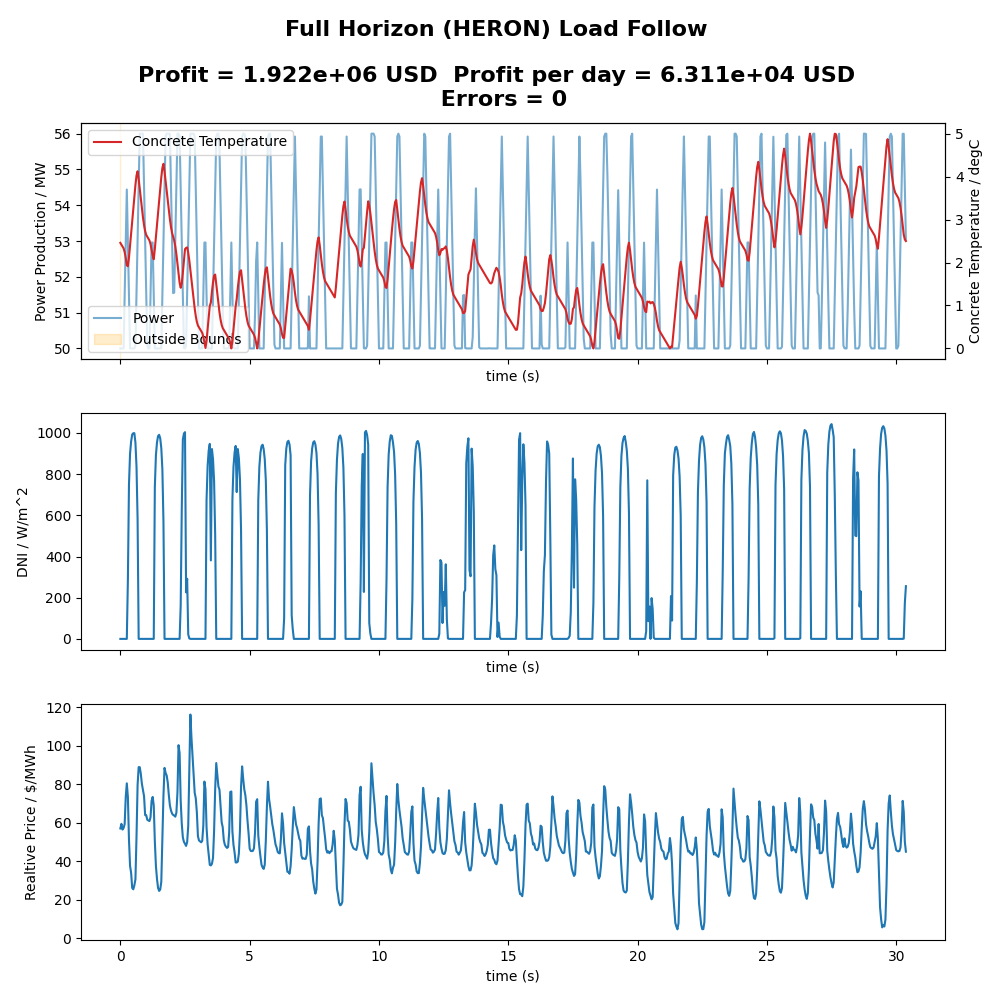 Full Horizon (HERON) Load Follow
Profit = 1.922e+06 USD  Profit per day = 6.311e+04 USD
Errors = 0
56
55
54
53
52
51
50
Power Production / MW
Concrete Temperature
Power
Outside Bounds
5
4
3
2
1
0
Concrete Temperature / degC
time (s)
1000
800
600
400
200
0
DNI / W/m^2
time (s)
120
100
80
60
40
20
0
Realtive Price / $/MWh
0 5 10 15 20 25 30
time (s)